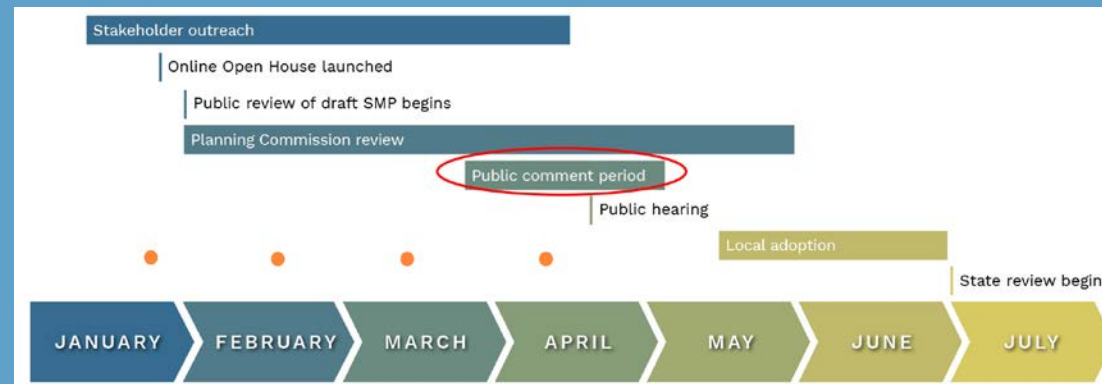 Stakeholder outreach
Online Open House launched
Public review of draft SMP begins
Planning Commission review
Public comment period
Public hearing
Local adoption
State review begin
JANUARY
FEBRUARY
MARCH
APRIL
MAY
JUNE
JULY